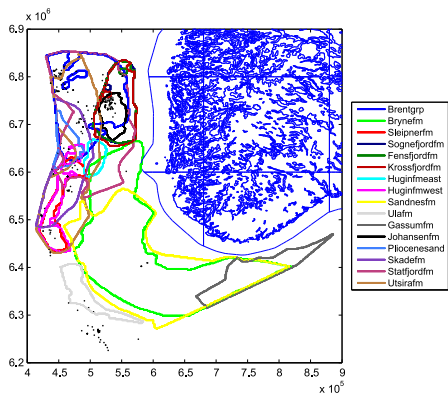 x 10^6
6.9
6.8
6.7
6.6
6.5
6.4
6.3
6.2
4 4.5 5 5.5 6 6.5 7 7.5 8 8.5 9
x 10^5
Brentgrp
Brynefm
Sleipnerfm
Sognefjordfm
Fensfjordfm
Krossfjordfm
Huginfmeast
Huginfmwest
Sandnesfm
Ulafm
Gassumfm
Johansenfm
Pliocenesand
Skadefm
Statfjordfm
Utsirafm